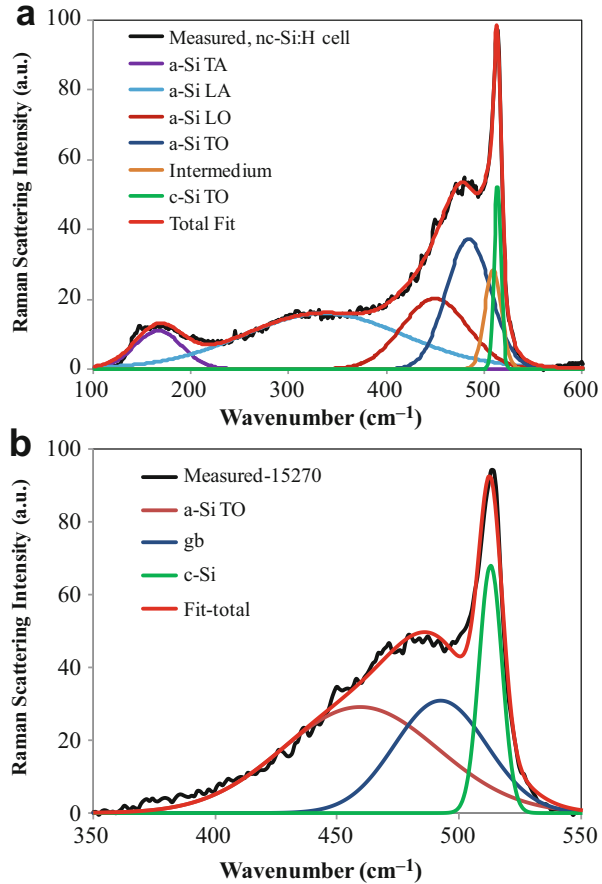 a
Raman Scattering Intensity (a.u.)
100
80
60
40
20
0
Measured, nc-Si:H cell
a-Si TA
a-Si LA
a-Si LO
a-Si TO
Intermedium
c-Si TO
Total Fit
100 200 300 400 500 600
Wavenumber (cm⁻¹)
b
Raman Scattering Intensity (a.u.)
100
80
60
40
20
0
Measured-15270
a-Si TO
gb
c-Si
Fit-total
350 400 450 500 550
Wavenumber (cm⁻¹)